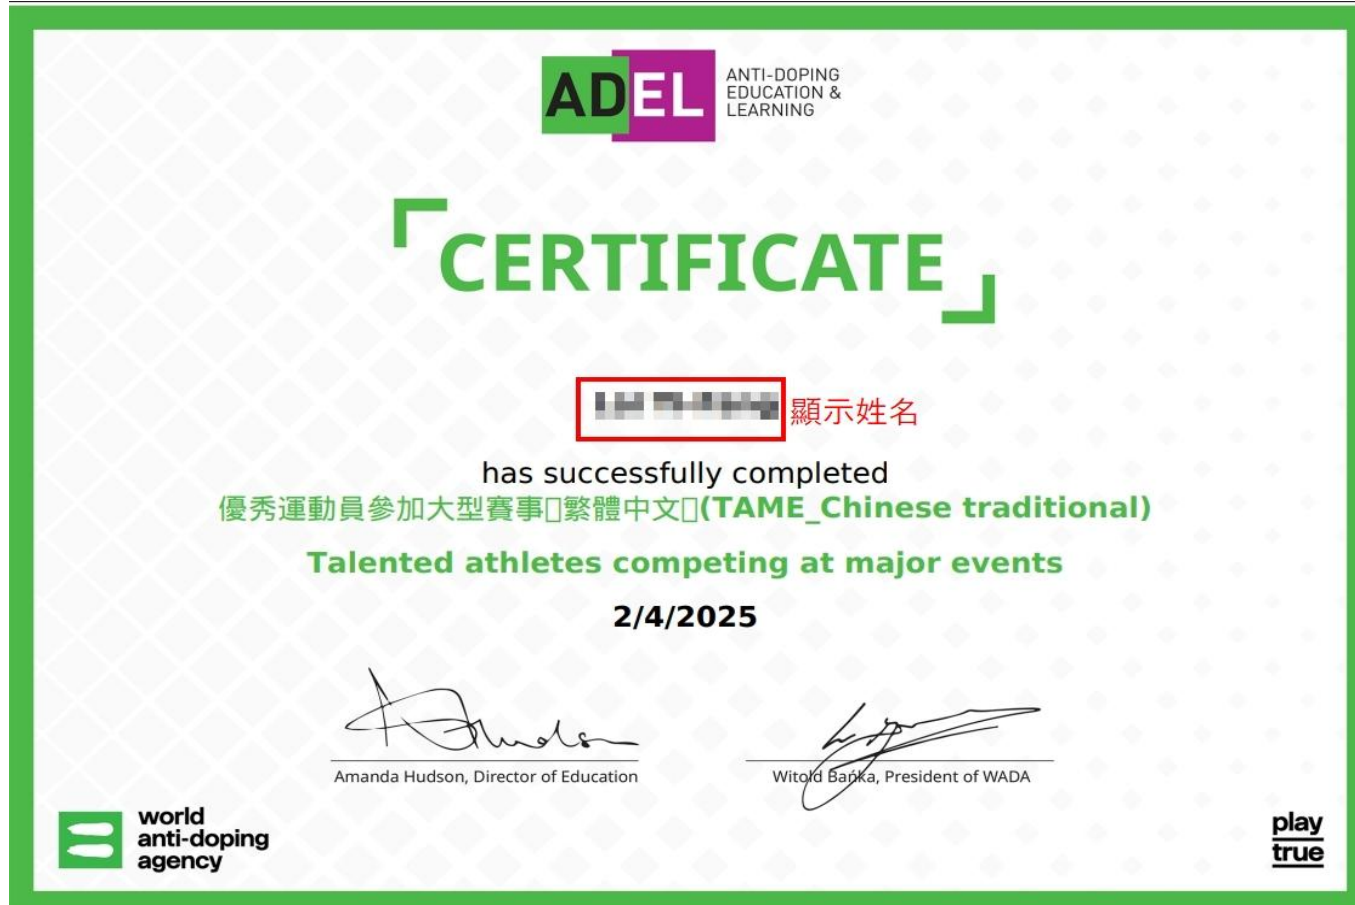 ADEL
ANTI-DOPING
EDUCATION &
LEARNING
CERTIFICATE
顯示姓名
has successfully completed
優秀運動員參加大型賽事▯繁體中文▯(TAME_Chinese traditional)
Talented athletes competing at major events
2/4/2025
Amanda Hudson, Director of Education
Witold Bańka, President of WADA
world
anti-doping
agency
play
true